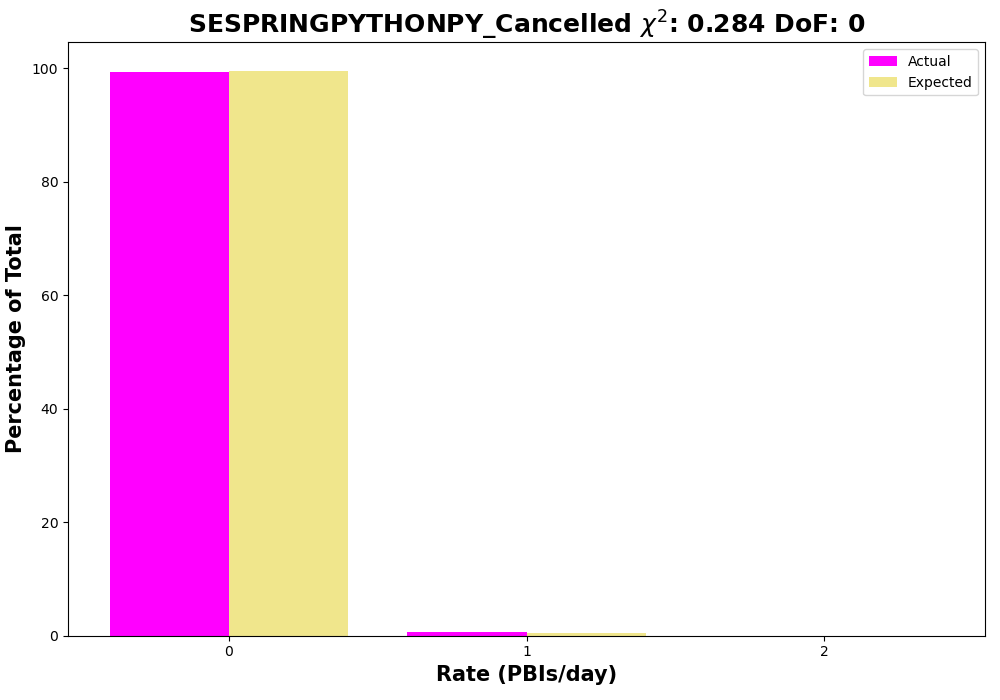 SESPRINGPYTHONPY_Cancelled χ²: 0.284 DoF: 0
Actual
Expected
Percentage of Total
100
80
60
40
20
0
0 1 2
Rate (PBIs/day)